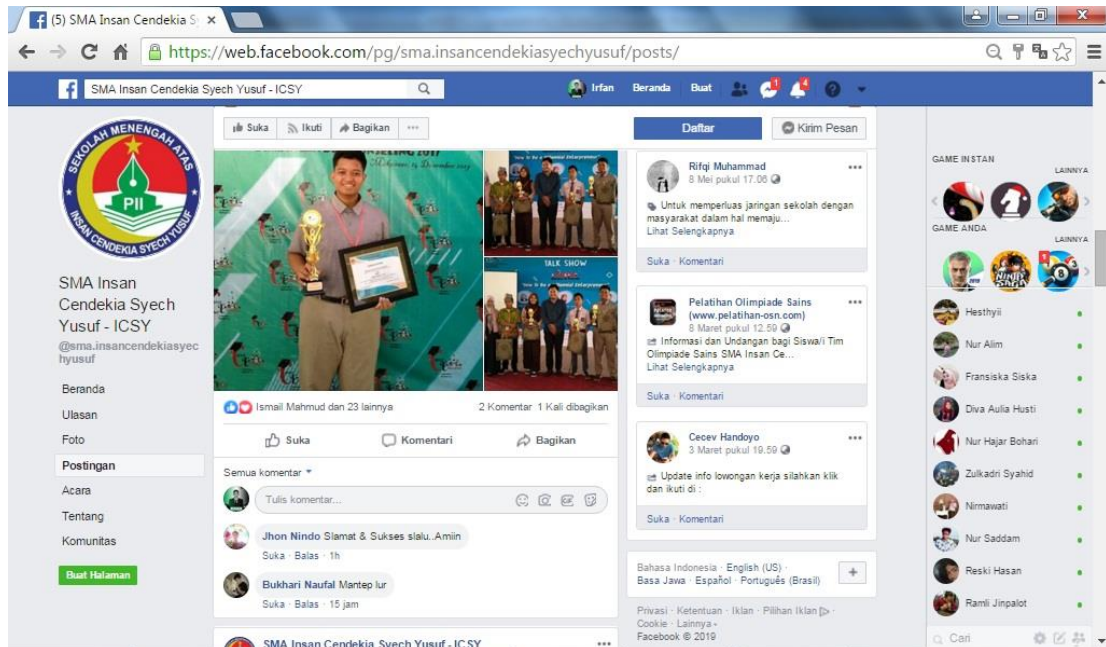 (5) SMA Insan Cendekia S
https://web.facebook.com/pg/sma.insancendekiasyechyusuf/posts/
SMA Insan Cendekia Syech Yusuf - ICSY
Irfan
Beranda
Buat
1
4
SEKOLAH MENENGAH ATAS
PII
INSAN CENDEKIA SYECH YUSUF
SMA Insan
Cendekia Syech
Yusuf - ICSY
@sma.insancendekiasyec
hyusuf
Beranda
Ulasan
Foto
Postingan
Acara
Tentang
Komunitas
Buat Halaman
Suka
Ikuti
Bagikan
Daftar
Kirim Pesan
TALK SHOW
Ismail Mahmud dan 23 lainnya
2 Komentar 1 Kali dibagikan
Suka
Komentari
Bagikan
Semua komentar
Tulis komentar...
GIF
Jhon Nindo Slamat & Sukses slalu..Amiin
Suka · Balas · 1h
Bukhari Naufal Mantep lur
Suka · Balas · 15 jam
SMA Insan Cendekia Syech Yusuf - ICSY
Rifqi Muhammad
8 Mei pukul 17.06
Untuk memperluas jaringan sekolah dengan
masyarakat dalam hal memaju...
Lihat Selengkapnya
Suka · Komentari
Pelatihan Olimpiade Sains
(www.pelatihan-osn.com)
8 Maret pukul 12.59
Informasi dan Undangan bagi Siswa/i Tim
Olimpiade Sains SMA Insan Ce...
Lihat Selengkapnya
Suka · Komentari
Cecev Handoyo
3 Maret pukul 19.59
Update info lowongan kerja silahkan klik
dan ikuti di :
Suka · Komentari
Bahasa Indonesia · English (US) ·
Basa Jawa · Español · Português (Brasil)
Privasi · Ketentuan · Iklan · Pilihan Iklan ·
Cookie · Lainnya
Facebook © 2019
GAME INSTAN
LAINNYA
GAME ANDA
LAINNYA
1
8
Hesthyii
Nur Alim
Fransiska Siska
Diva Aulia Husti
Nur Hajar Bohari
Zulkadri Syahid
Nirmawati
Nur Saddam
Reski Hasan
Ramli Jinpalot
Cari